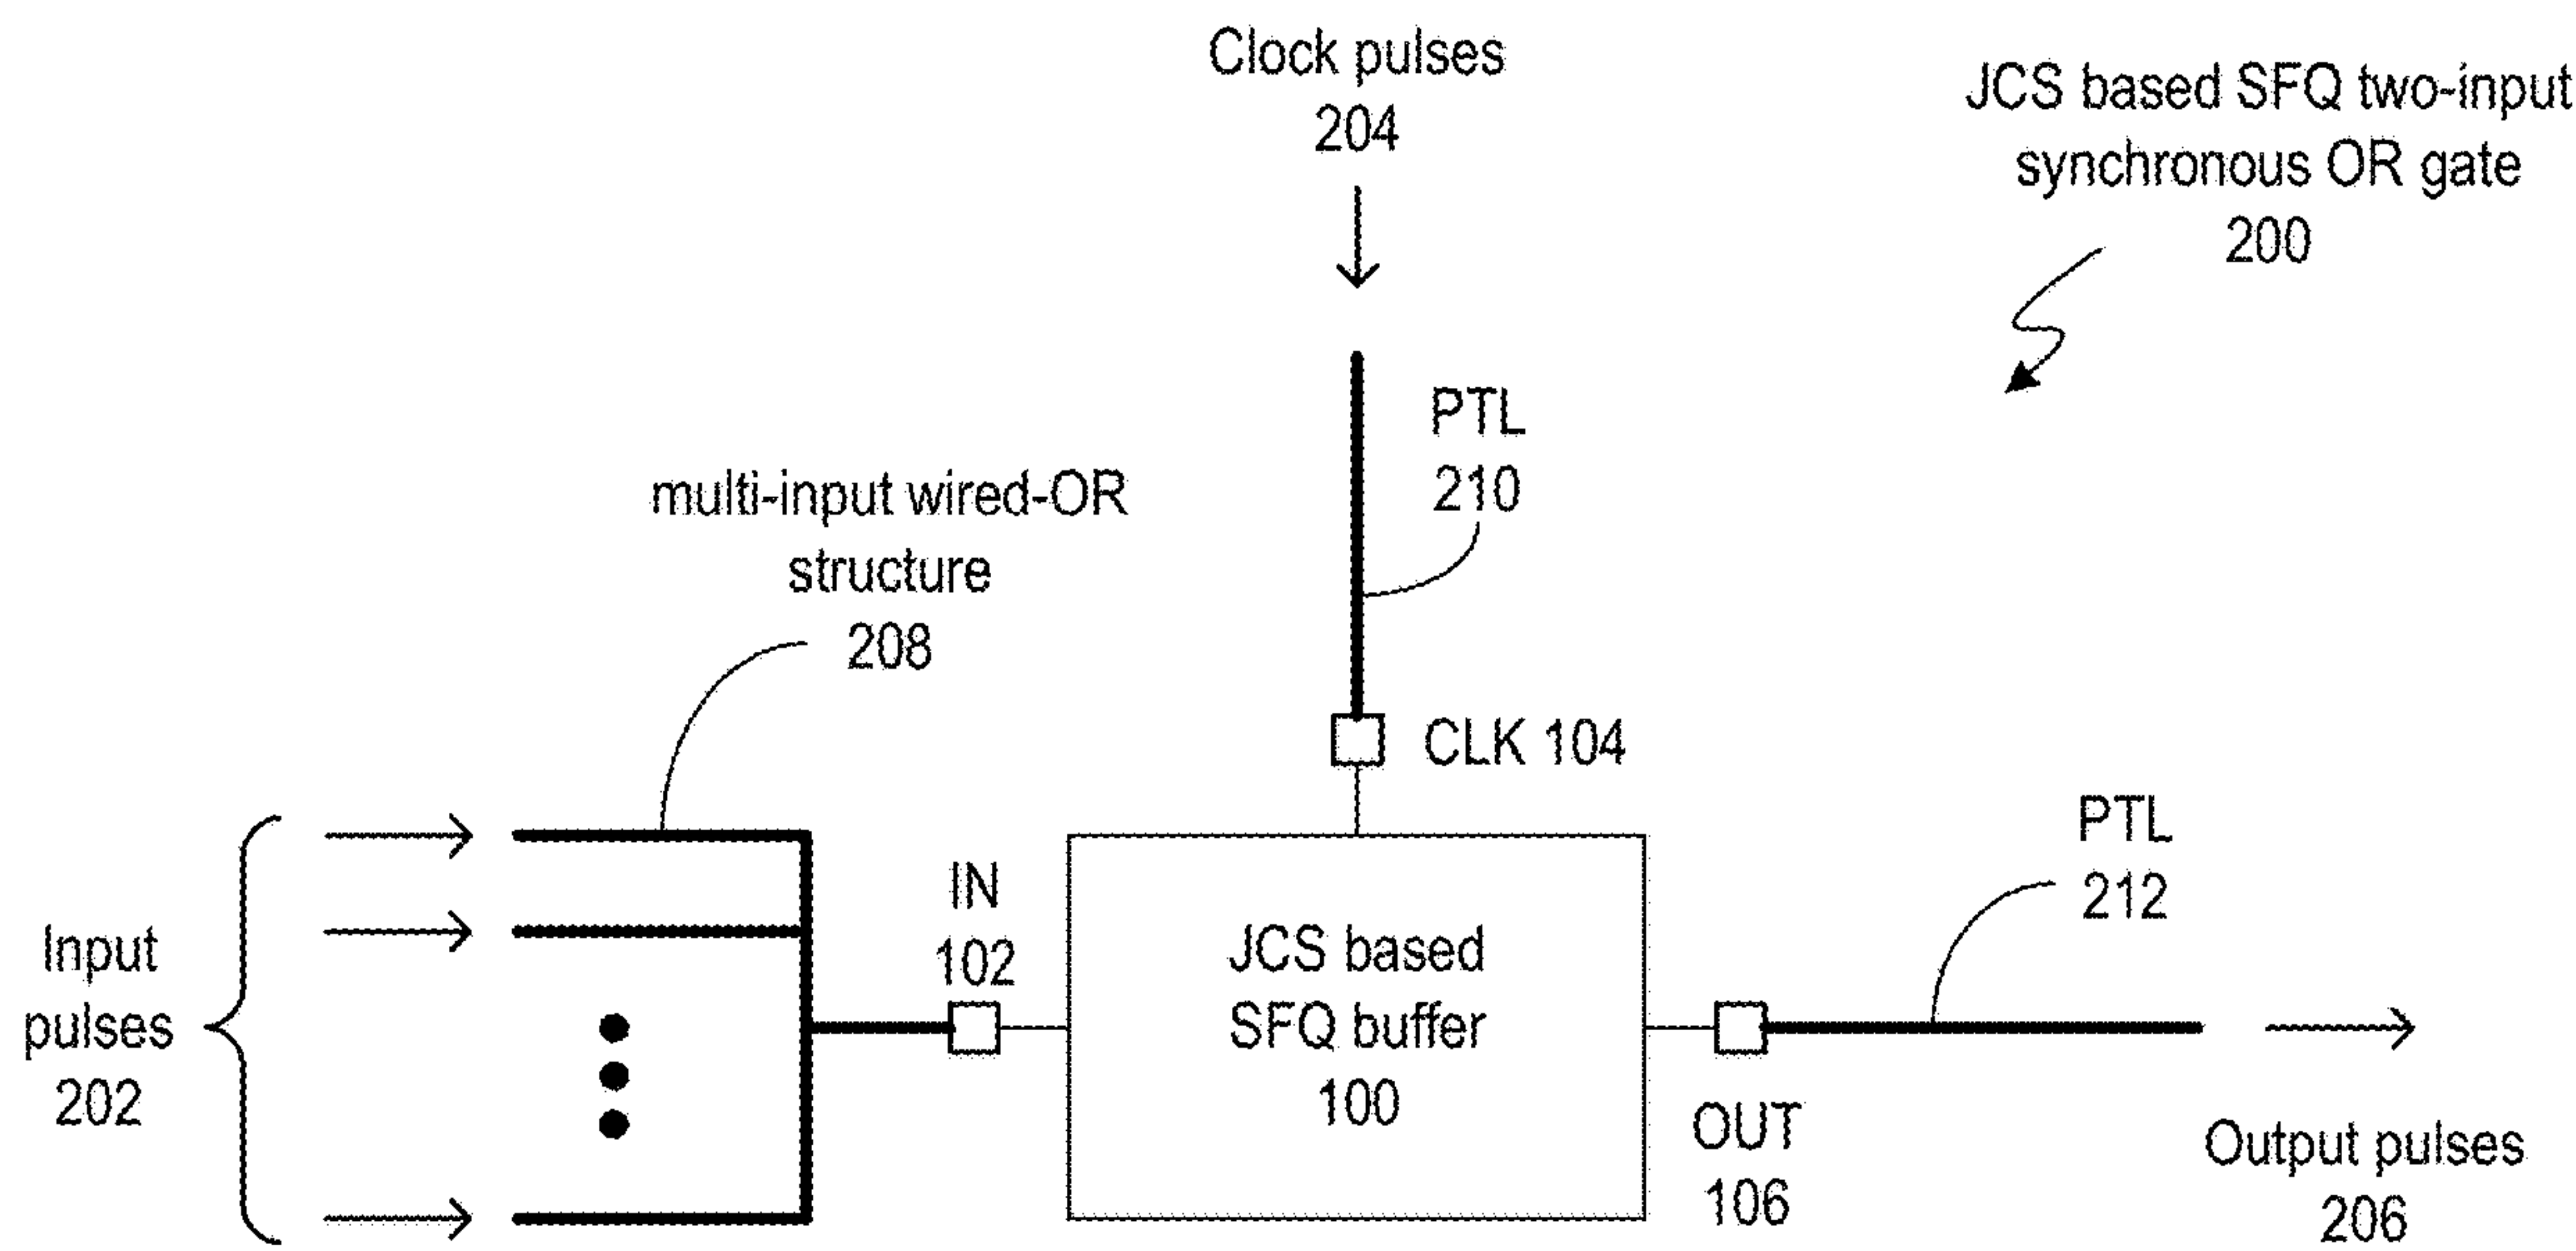 Clock pulses
204
JCS based SFQ two-input
synchronous OR gate
200
PTL
210
multi-input wired-OR
structure
208
CLK 104
PTL
212
IN
102
Input
pulses
202
JCS based
SFQ buffer
100
OUT
106
Output pulses
206